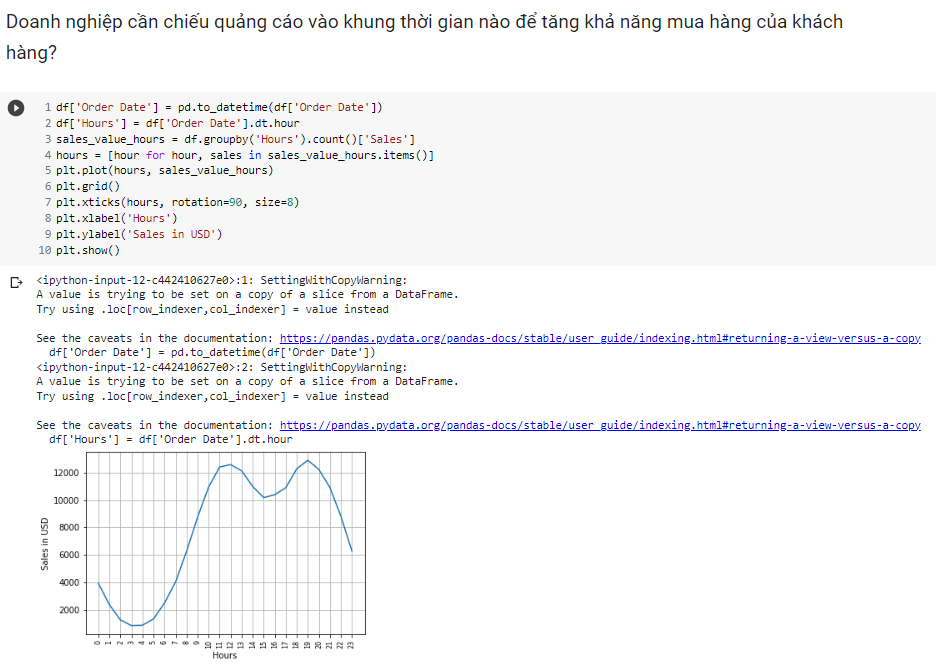 Doanh nghiệp cần chiếu quảng cáo vào khung thời gian nào để tăng khả năng mua hàng của khách
hàng?
1 df['Order Date'] = pd.to_datetime(df['Order Date'])
2 df['Hours'] = df['Order Date'].dt.hour
3 sales_value_hours = df.groupby('Hours').count()['Sales']
4 hours = [hour for hour, sales in sales_value_hours.items()]
5 plt.plot(hours, sales_value_hours)
6 plt.grid()
7 plt.xticks(hours, rotation=90, size=8)
8 plt.xlabel('Hours')
9 plt.ylabel('Sales in USD')
10 plt.show()
<ipython-input-12-c442410627e0>:1: SettingWithCopyWarning:
A value is trying to be set on a copy of a slice from a DataFrame.
Try using .loc[row_indexer,col_indexer] = value instead
See the caveats in the documentation: https://pandas.pydata.org/pandas-docs/stable/user_guide/indexing.html#returning-a-view-versus-a-copy
df['Order Date'] = pd.to_datetime(df['Order Date'])
<ipython-input-12-c442410627e0>:2: SettingWithCopyWarning:
A value is trying to be set on a copy of a slice from a DataFrame.
Try using .loc[row_indexer,col_indexer] = value instead
See the caveats in the documentation: https://pandas.pydata.org/pandas-docs/stable/user_guide/indexing.html#returning-a-view-versus-a-copy
df['Hours'] = df['Order Date'].dt.hour
12000
10000
8000
6000
4000
2000
Sales in USD
0 1 2 3 4 5 6 7 8 9 10 11 12 13 14 15 16 17 18 19 20 21 22 23
Hours